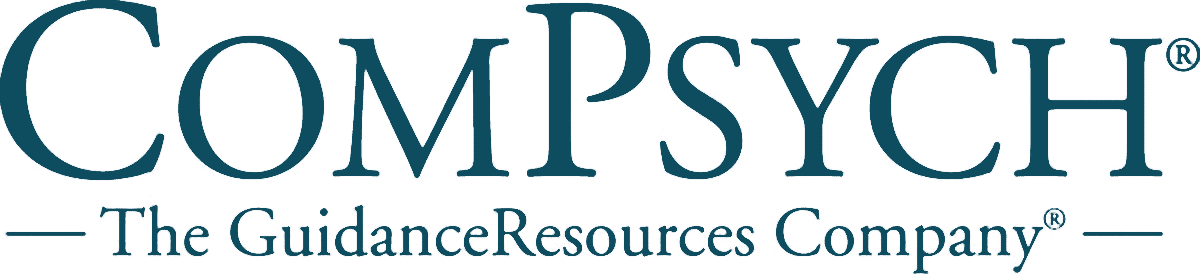 COMPSYCH®
— The GuidanceResources Company® —